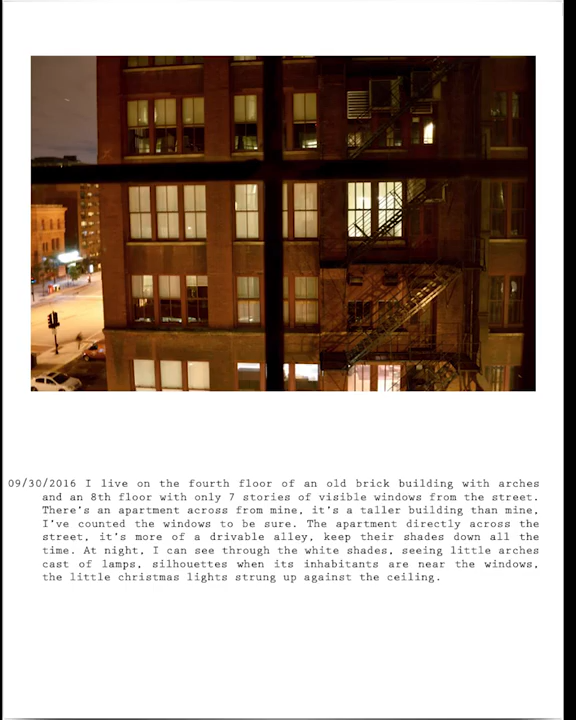 09/30/2016 I live on the fourth floor of an old brick building with arches
and an 8th floor with only 7 stories of visible windows from the street.
There's an apartment across from mine, it's a taller building than mine,
I've counted the windows to be sure. The apartment directly across the
street, it's more of a drivable alley, keep their shades down all the
time. At night, I can see through the white shades, seeing little arches
cast of lamps, silhouettes when its inhabitants are near the windows,
the little christmas lights strung up against the ceiling.